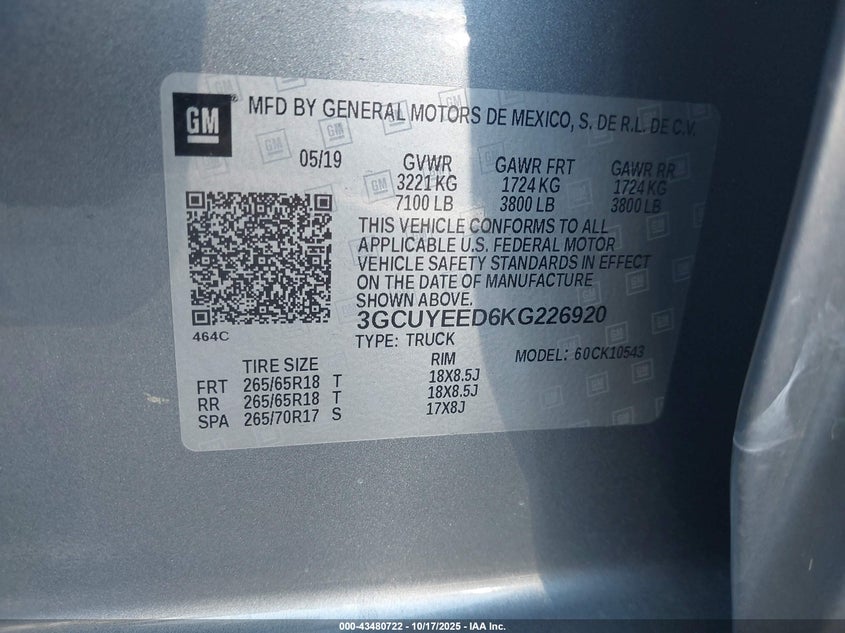 GM ® MFD BY GENERAL MOTORS DE MEXICO, S. DE R.L. DE C.V.
05/19 GVWR GAWR FRT GAWR RR
3221 KG 1724 KG 1724 KG
7100 LB 3800 LB 3800 LB
THIS VEHICLE CONFORMS TO ALL
APPLICABLE U.S. FEDERAL MOTOR
VEHICLE SAFETY STANDARDS IN EFFECT
ON THE DATE OF MANUFACTURE
SHOWN ABOVE.
3GCUYEED6KG226920
464C
TYPE: TRUCK MODEL: 60CK10543
TIRE SIZE RIM
FRT 265/65R18 T 18X8.5J
RR 265/65R18 T 18X8.5J
SPA 265/70R17 S 17X8J
000-43480722 - 10/17/2025 - IAA Inc.